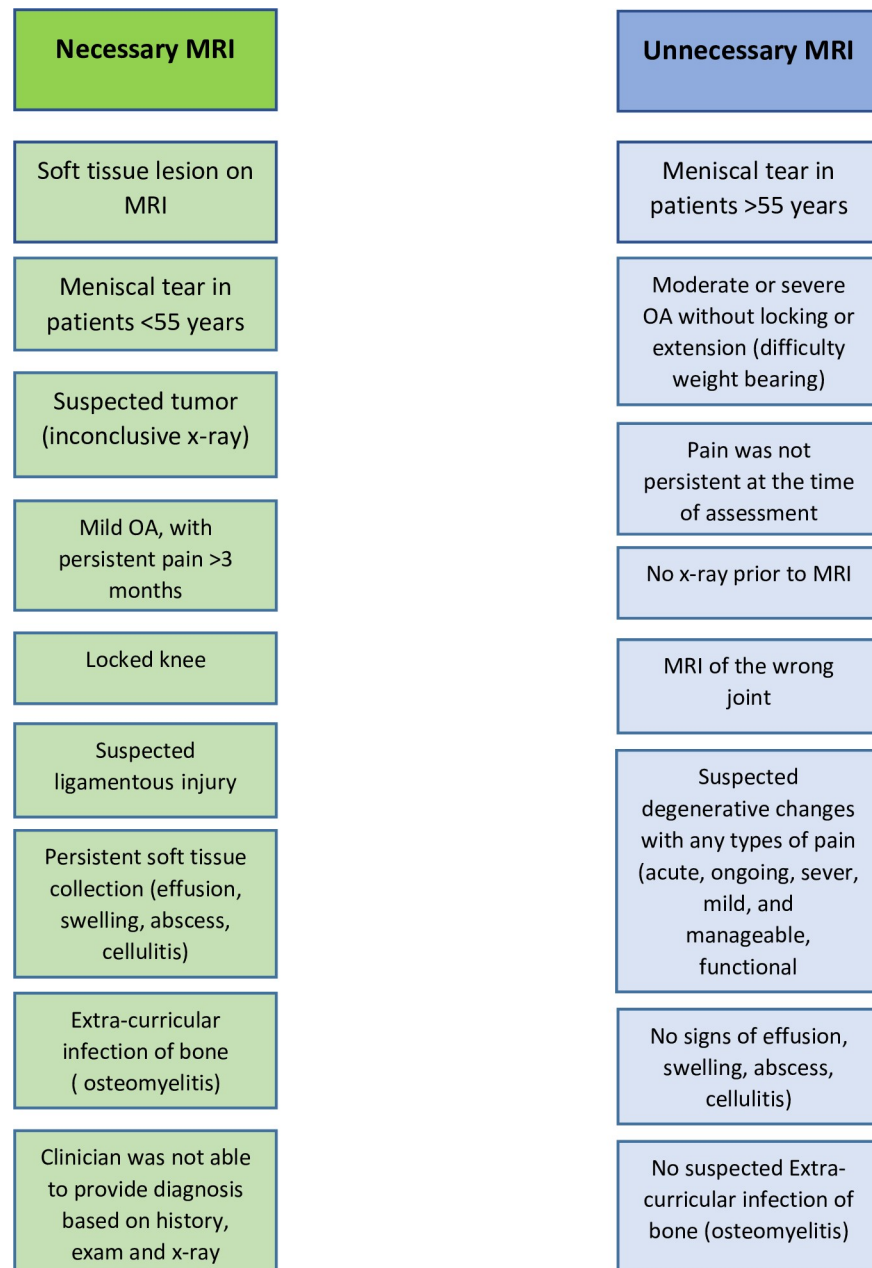 Necessary MRI
Soft tissue lesion on
MRI
Meniscal tear in
patients <55 years
Suspected tumor
(inconclusive x-ray)
Mild OA, with
persistent pain >3
months
Locked knee
Suspected
ligamentous injury
Persistent soft tissue
collection (effusion,
swelling, abscess,
cellulitis)
Extra-curricular
infection of bone
( osteomyelitis)
Clinician was not able
to provide diagnosis
based on history,
exam and x-ray
Unnecessary MRI
Meniscal tear in
patients >55 years
Moderate or severe
OA without locking or
extension (difficulty
weight bearing)
Pain was not
persistent at the time
of assessment
No x-ray prior to MRI
MRI of the wrong
joint
Suspected
degenerative changes
with any types of pain
(acute, ongoing, sever,
mild, and
manageable,
functional
No signs of effusion,
swelling, abscess,
cellulitis)
No suspected Extra-
curricular infection of
bone (osteomyelitis)